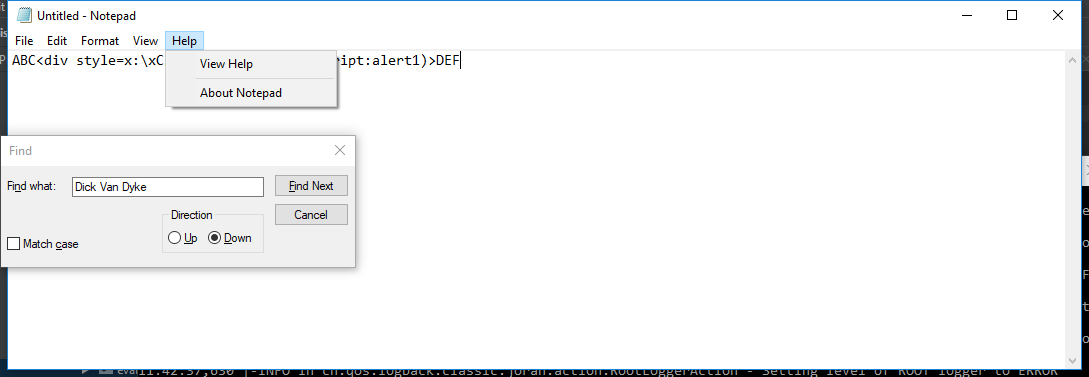 Untitled - Notepad
File Edit Format View Help
ABC<div style=x:\xC ipt:alert1)>DEF
View Help
About Notepad
Find
Find what: Dick Van Dyke Find Next
Direction Cancel
Up Down
Match case
11:42:37,630 |-INFO in ch.qos.logback.classic.joran.action.RootLoggerAction - Setting level of ROOT logger to ERROR